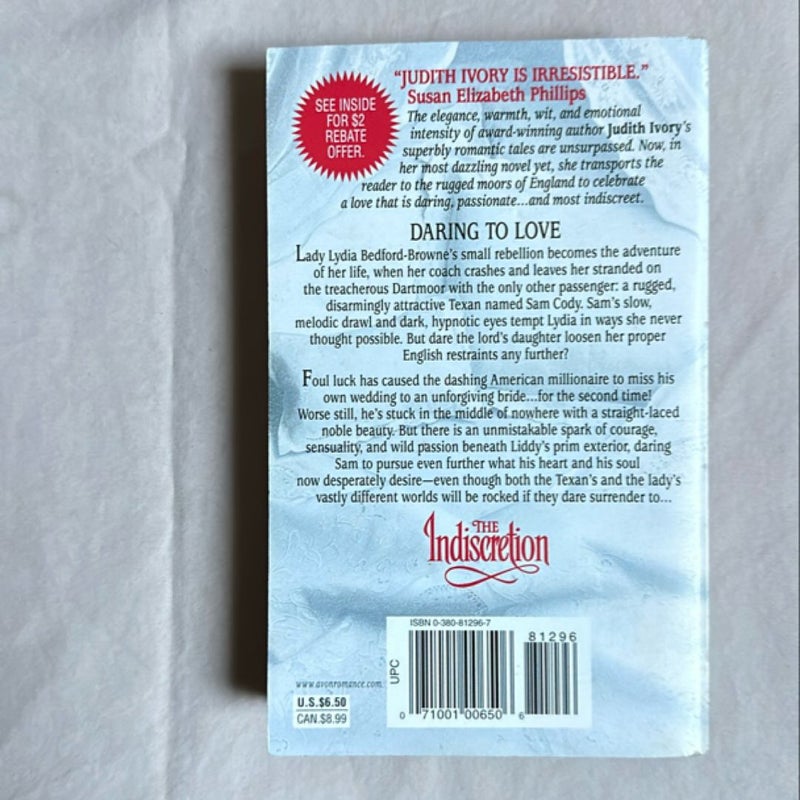 SEE INSIDE
FOR $2
REBATE
OFFER.
“JUDITH IVORY IS IRRESISTIBLE.”
Susan Elizabeth Phillips
The elegance, warmth, wit, and emotional
intensity of award-winning author Judith Ivory's
superbly romantic tales are unsurpassed. Now, in
her most dazzling novel yet, she transports the
reader to the rugged moors of England to celebrate
a love that is daring, passionate...and most indiscreet.
DARING TO LOVE
Lady Lydia Bedford-Browne's small rebellion becomes the adventure
of her life, when her coach crashes and leaves her stranded on
the treacherous Dartmoor with the only other passenger: a rugged,
disarmingly attractive Texan named Sam Cody. Sam's slow,
melodic drawl and dark, hypnotic eyes tempt Lydia in ways she never
thought possible. But dare the lord's daughter loosen her proper
English restraints any further?
Foul luck has caused the dashing American millionaire to miss his
own wedding to an unforgiving bride...for the second time!
Worse still, he's stuck in the middle of nowhere with a straight-laced
noble beauty. But there is an unmistakable spark of courage,
sensuality, and wild passion beneath Liddy's prim exterior, daring
Sam to pursue even further what his heart and his soul
now desperately desire—even though both the Texan's and the lady's
vastly different worlds will be rocked if they dare surrender to...
THE
Indiscretion
ISBN 0-380-81296-7
81296
UPC
0 71001 00650 6
www.avonromance.com
U.S.$6.50
CAN.$8.99